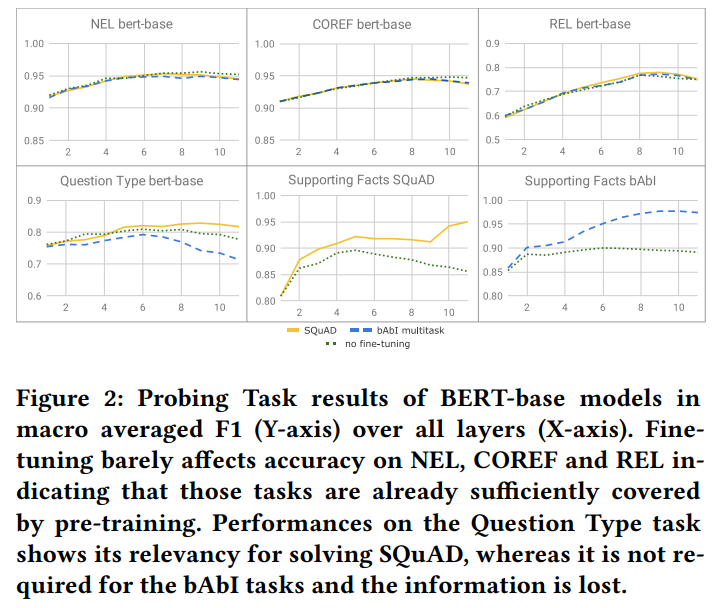 NEL bert-base
1.00
0.95
0.90
0.85
2 4 6 8 10
COREF bert-base
1.00
0.95
0.90
0.85
2 4 6 8 10
REL bert-base
0.9
0.8
0.7
0.6
0.5
2 4 6 8 10
Question Type bert-base
0.9
0.8
0.7
0.6
2 4 6 8 10
Supporting Facts SQuAD
1.00
0.95
0.90
0.85
0.80
2 4 6 8 10
Supporting Facts bAbI
1.00
0.95
0.90
0.85
0.80
2 4 6 8 10
SQuAD bAbI multitask
no fine-tuning
Figure 2: Probing Task results of BERT-base models in
macro averaged F1 (Y-axis) over all layers (X-axis). Fine-
tuning barely affects accuracy on NEL, COREF and REL in-
dicating that those tasks are already sufficiently covered
by pre-training. Performances on the Question Type task
shows its relevancy for solving SQuAD, whereas it is not re-
quired for the bAbI tasks and the information is lost.